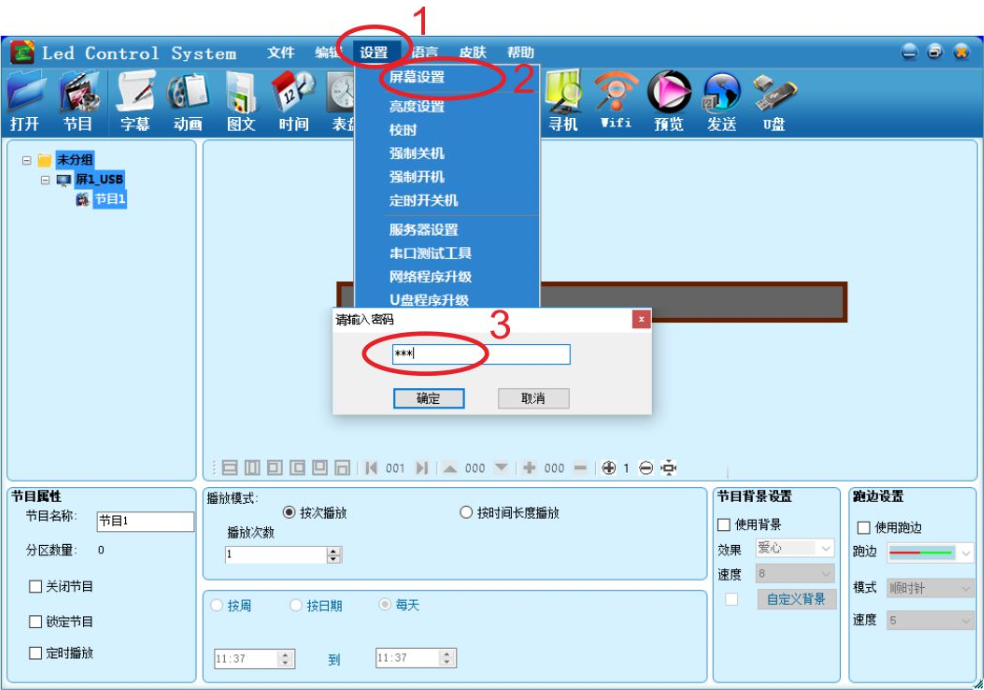 1
Led Control System 文件 编辑 设置 语言 皮肤 帮助
屏幕设置 2
亮度设置
校时
强制关机
强制开机
定时开关机
服务器设置
串口测试工具
网络程序升级
U盘程序升级
打开 节目 字幕 动画 图文 时间 表盘 寻机 Wifi 预览 发送 U盘
未分组
屏1_USB
节目1
请输入密码 3
x
***
确定 取消
001 000 000 1
节目属性
节目名称: 节目1
分区数量: 0
关闭节目
锁定节目
定时播放
播放模式:
按次播放 按时间长度播放
播放次数
1
按周 按日期 每天
11:37 到 11:37
节目背景设置
使用背景
效果 爱心
速度 8
自定义背景
跑边设置
使用跑边
跑边
模式 顺时针
速度 5